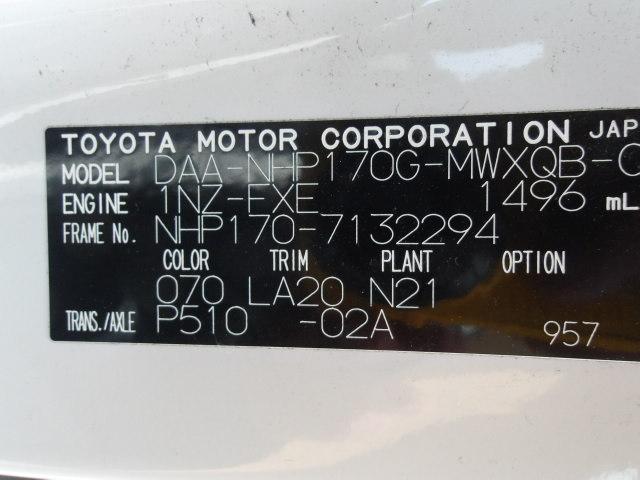 TOYOTA MOTOR CORPORATION JAP
MODEL DAA-NHP170G-MWXQB-
ENGINE 1NZ-FXE 1496 mL
FRAME No. NHP170-7132294
COLOR TRIM PLANT OPTION
070 LA20 N21
TRANS./AXLE P510 -02A 957